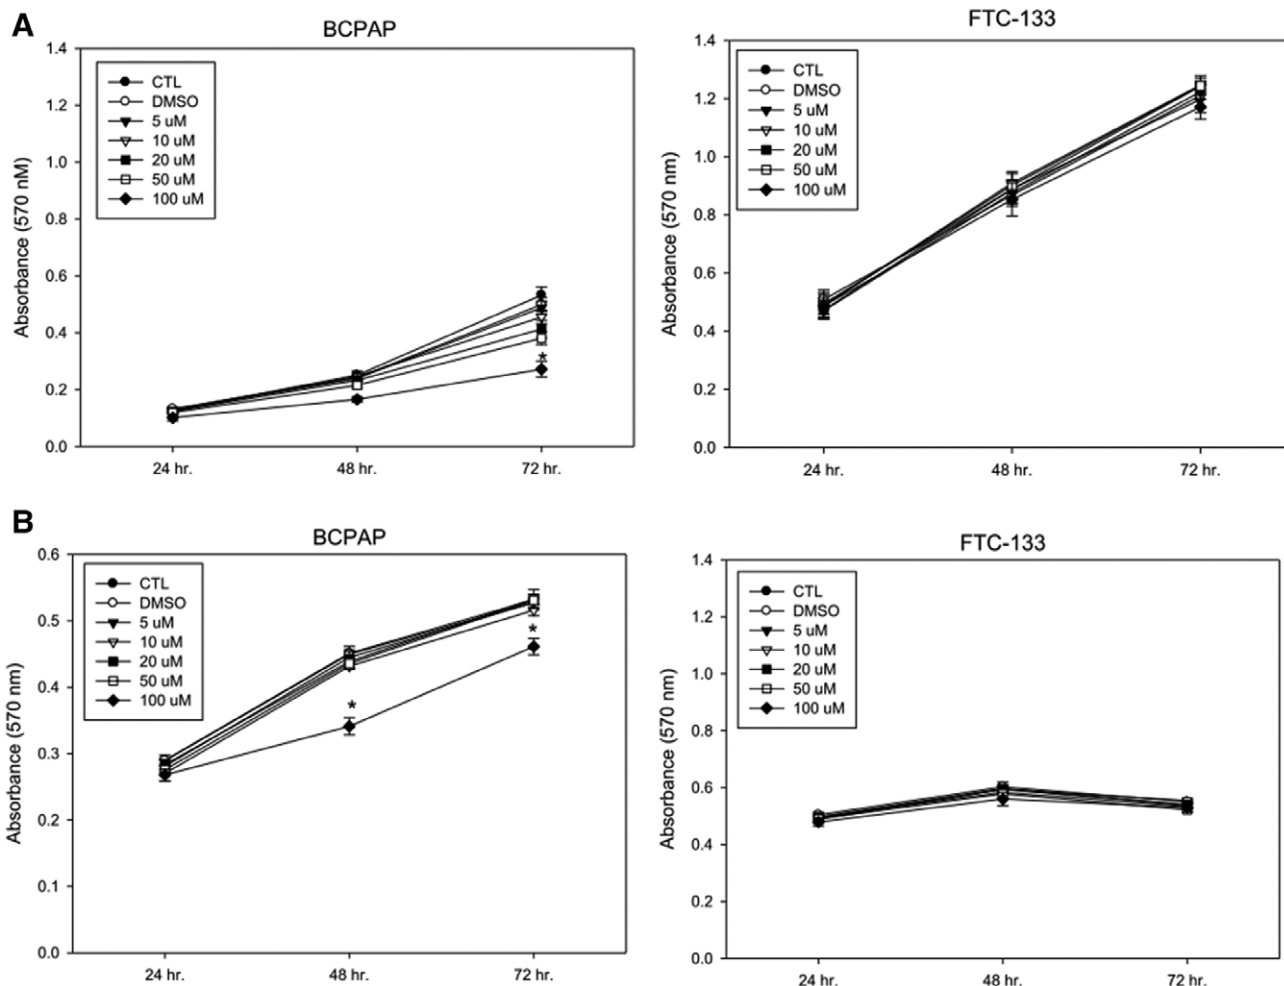 A
BCPAP
Absorbance (570 nM)
1.4
1.2
1.0
0.8
0.6
0.4
0.2
0.0
CTL
DMSO
5 uM
10 uM
20 uM
50 uM
100 uM
*
24 hr.
48 hr.
72 hr.
FTC-133
Absorbance (570 nm)
1.4
1.2
1.0
0.8
0.6
0.4
0.2
0.0
CTL
DMSO
5 uM
10 uM
20 uM
50 uM
100 uM
24 hr.
48 hr.
72 hr.
B
BCPAP
Absorbance (570 nm)
0.6
0.5
0.4
0.3
0.2
0.1
0.0
CTL
DMSO
5 uM
10 uM
20 uM
50 uM
100 uM
*
*
24 hr.
48 hr.
72 hr.
FTC-133
Absorbance (570 nm)
1.4
1.2
1.0
0.8
0.6
0.4
0.2
0.0
CTL
DMSO
5 uM
10 uM
20 uM
50 uM
100 uM
24 hr.
48 hr.
72 hr.